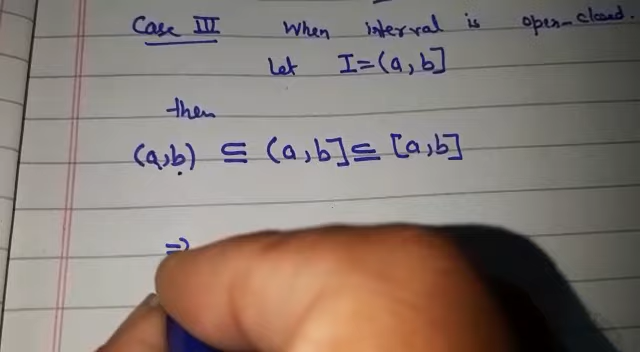 Case III When interval is open-closed.
Let I=(a,b]
then
(a,b) ⊆ (a,b] ⊆ [a,b]
⇒